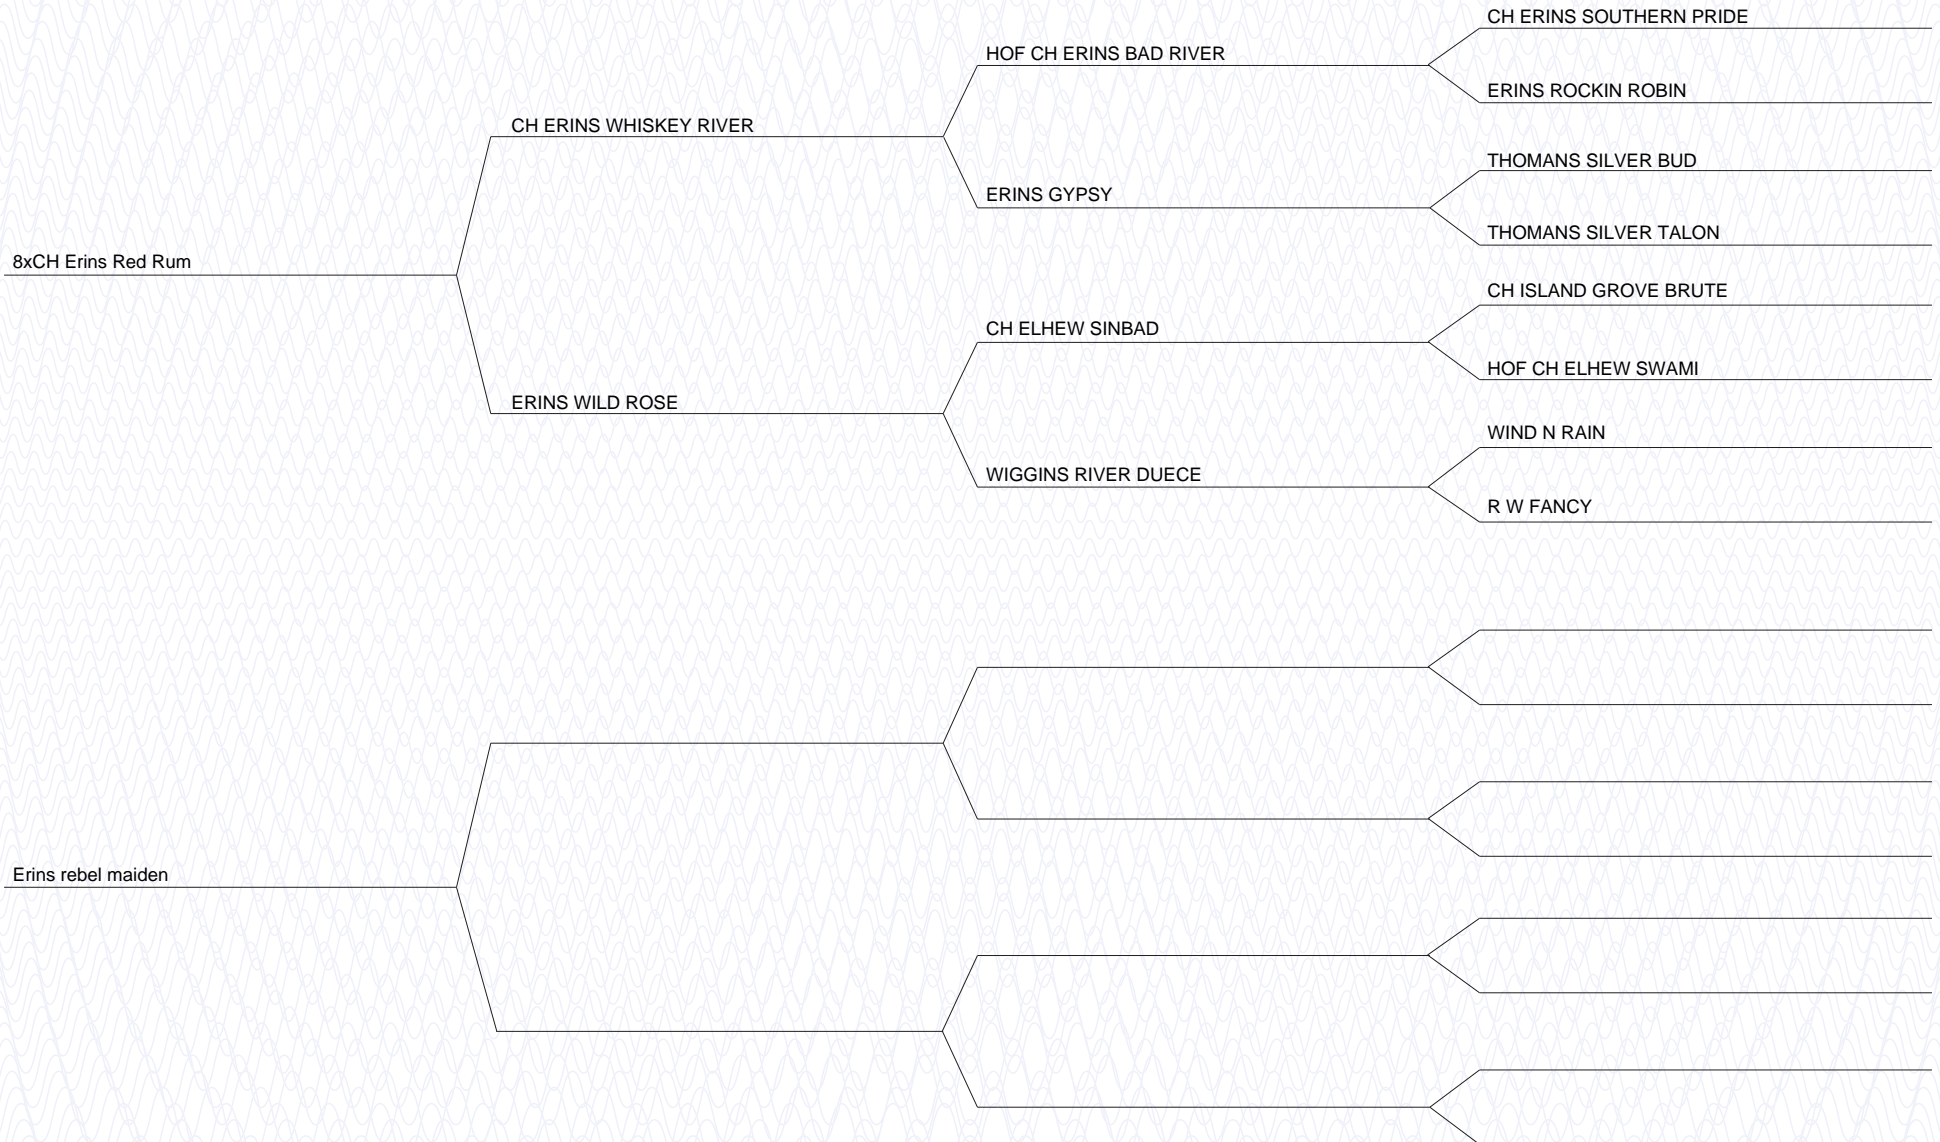 CH ERINS SOUTHERN PRIDE
HOF CH ERINS BAD RIVER
ERINS ROCKIN ROBIN
CH ERINS WHISKEY RIVER
THOMANS SILVER BUD
ERINS GYPSY
THOMANS SILVER TALON
8xCH Erins Red Rum
CH ISLAND GROVE BRUTE
CH ELHEW SINBAD
HOF CH ELHEW SWAMI
ERINS WILD ROSE
WIND N RAIN
WIGGINS RIVER DUECE
R W FANCY
Erins rebel maiden